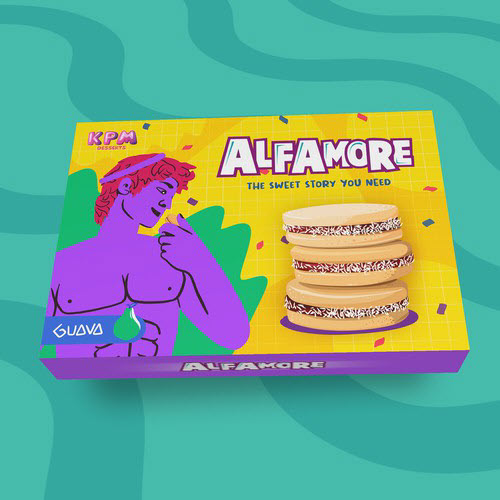 KPM
DESSERTS
ALFAMORE
THE SWEET STORY YOU NEED
GUAVA
ALFAMORE